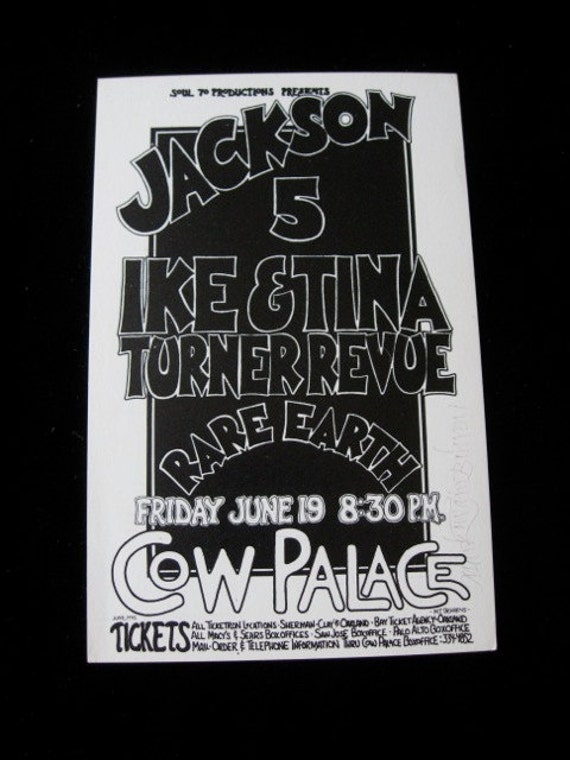 SOUL 70 PRODUCTIONS PRESENTS
JACKSON
5
IKE & TINA
TURNER REVUE
RARE EARTH
FRIDAY JUNE 19 8:30 P.M.
COW PALACE
TICKETS
ALL TICKETRON LOCATIONS - SHERMAN-CLAY & OAKLAND - BAY TICKET AGENCY-OAKLAND
ALL MACY'S & SEARS BOXOFFICES - SAN JOSE BOXOFFICE - PALO ALTO BOXOFFICE
MAIL-ORDER & TELEPHONE INFORMATION THRU COW PALACE BOXOFFICE - 334-4852